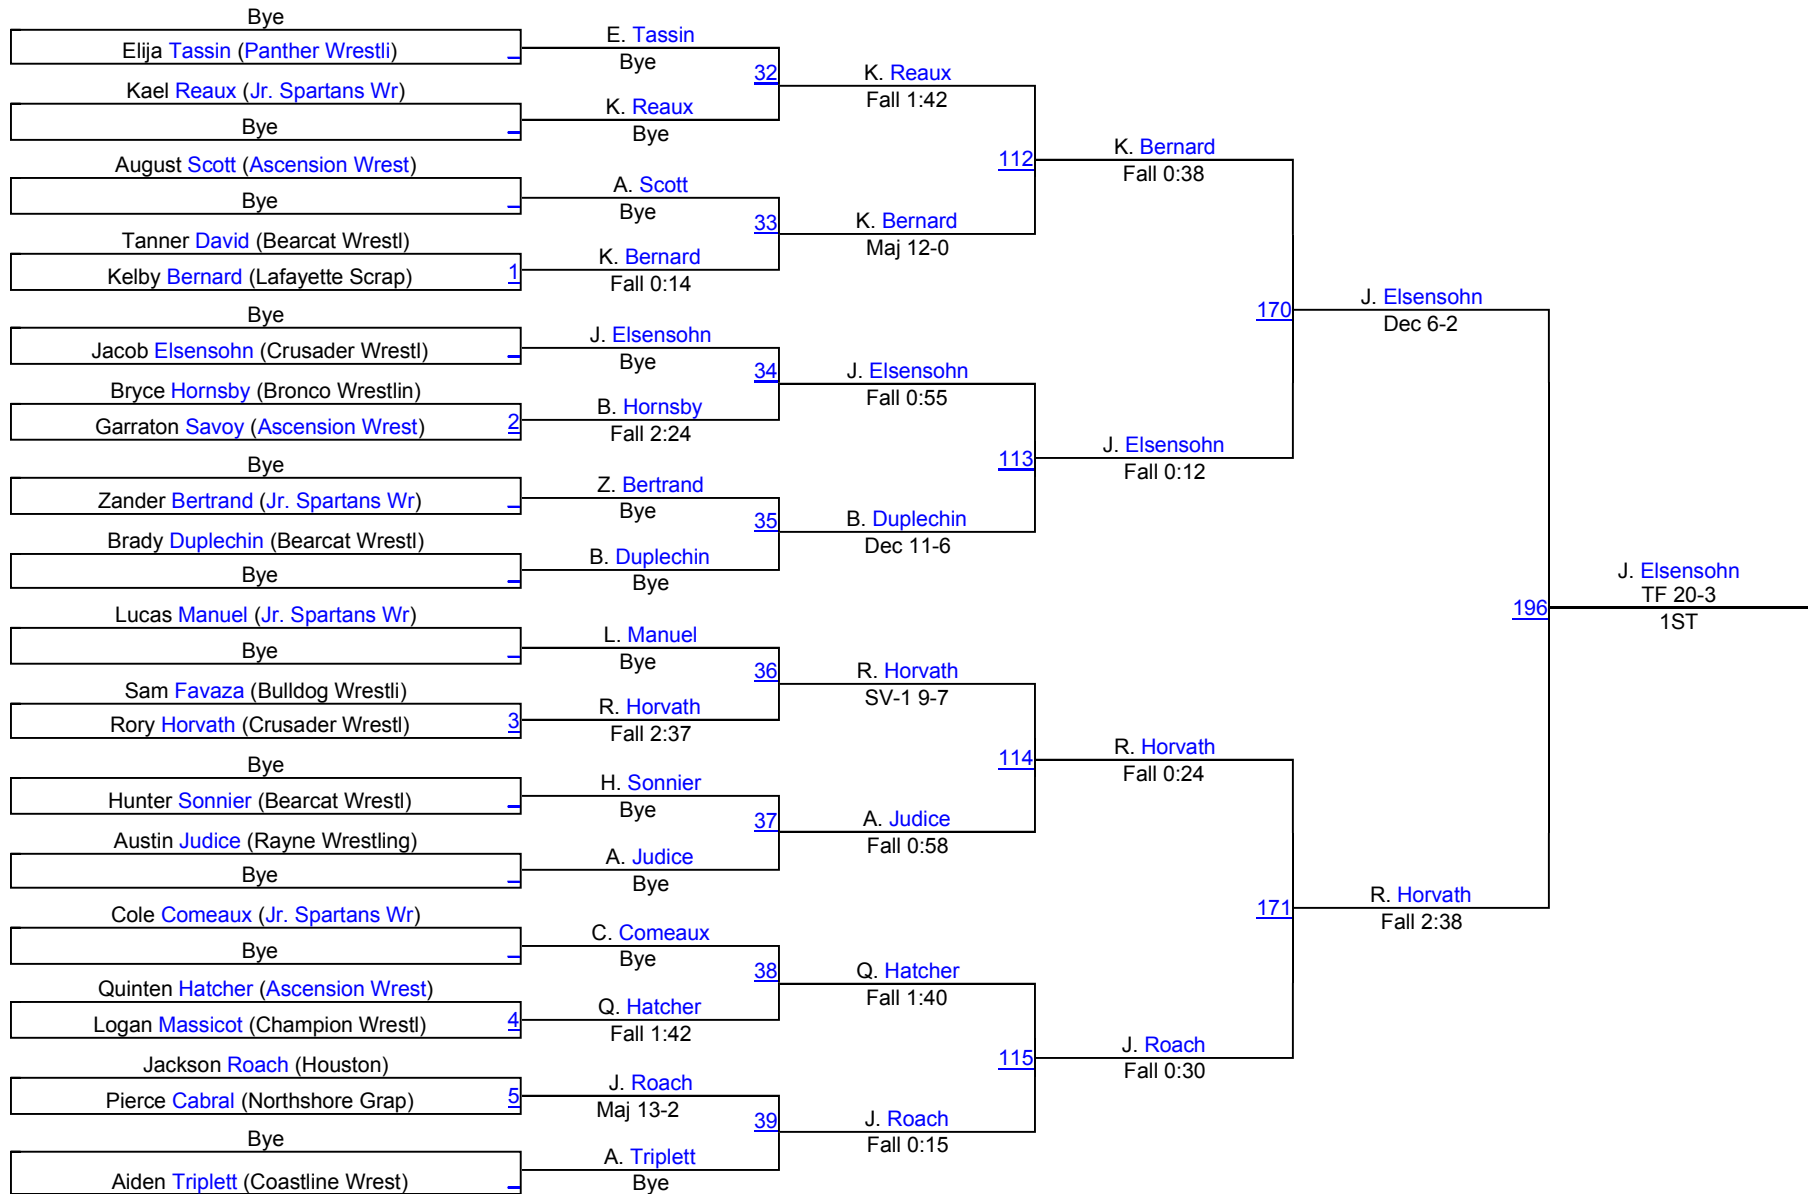 Bye
Elija Tassin (Panther Wrestli)
Kael Reaux (Jr. Spartans Wr)
Bye
August Scott (Ascension Wrest)
Bye
Tanner David (Bearcat Wrestl)
Kelby Bernard (Lafayette Scrap) 1
Bye
Jacob Elsensohn (Crusader Wrestl)
Bryce Hornsby (Bronco Wrestlin)
Garraton Savoy (Ascension Wrest) 2
Bye
Zander Bertrand (Jr. Spartans Wr)
Brady Duplechin (Bearcat Wrestl)
Bye
Lucas Manuel (Jr. Spartans Wr)
Bye
Sam Favaza (Bulldog Wrestli)
Rory Horvath (Crusader Wrestl) 3
Bye
Hunter Sonnier (Bearcat Wrestl)
Austin Judice (Rayne Wrestling)
Bye
Cole Comeaux (Jr. Spartans Wr)
Bye
Quinten Hatcher (Ascension Wrest)
Logan Massicot (Champion Wrestl) 4
Jackson Roach (Houston)
Pierce Cabral (Northshore Grap) 5
Bye
Aiden Triplett (Coastline Wrest)
E. Tassin
Bye
32
K. Reaux
Bye
A. Scott
Bye
33
K. Bernard
Fall 0:14
J. Elsensohn
Bye
34
B. Hornsby
Fall 2:24
Z. Bertrand
Bye
35
B. Duplechin
Bye
L. Manuel
Bye
36
R. Horvath
Fall 2:37
H. Sonnier
Bye
37
A. Judice
Bye
C. Comeaux
Bye
38
Q. Hatcher
Fall 1:42
J. Roach
Maj 13-2
39
A. Triplett
Bye
K. Reaux
Fall 1:42
112
K. Bernard
Maj 12-0
J. Elsensohn
Fall 0:55
113
B. Duplechin
Dec 11-6
R. Horvath
SV-1 9-7
114
A. Judice
Fall 0:58
Q. Hatcher
Fall 1:40
115
J. Roach
Fall 0:15
K. Bernard
Fall 0:38
170
J. Elsensohn
Fall 0:12
R. Horvath
Fall 0:24
171
J. Roach
Fall 0:30
J. Elsensohn
Dec 6-2
196
R. Horvath
Fall 2:38
J. Elsensohn
TF 20-3
1ST